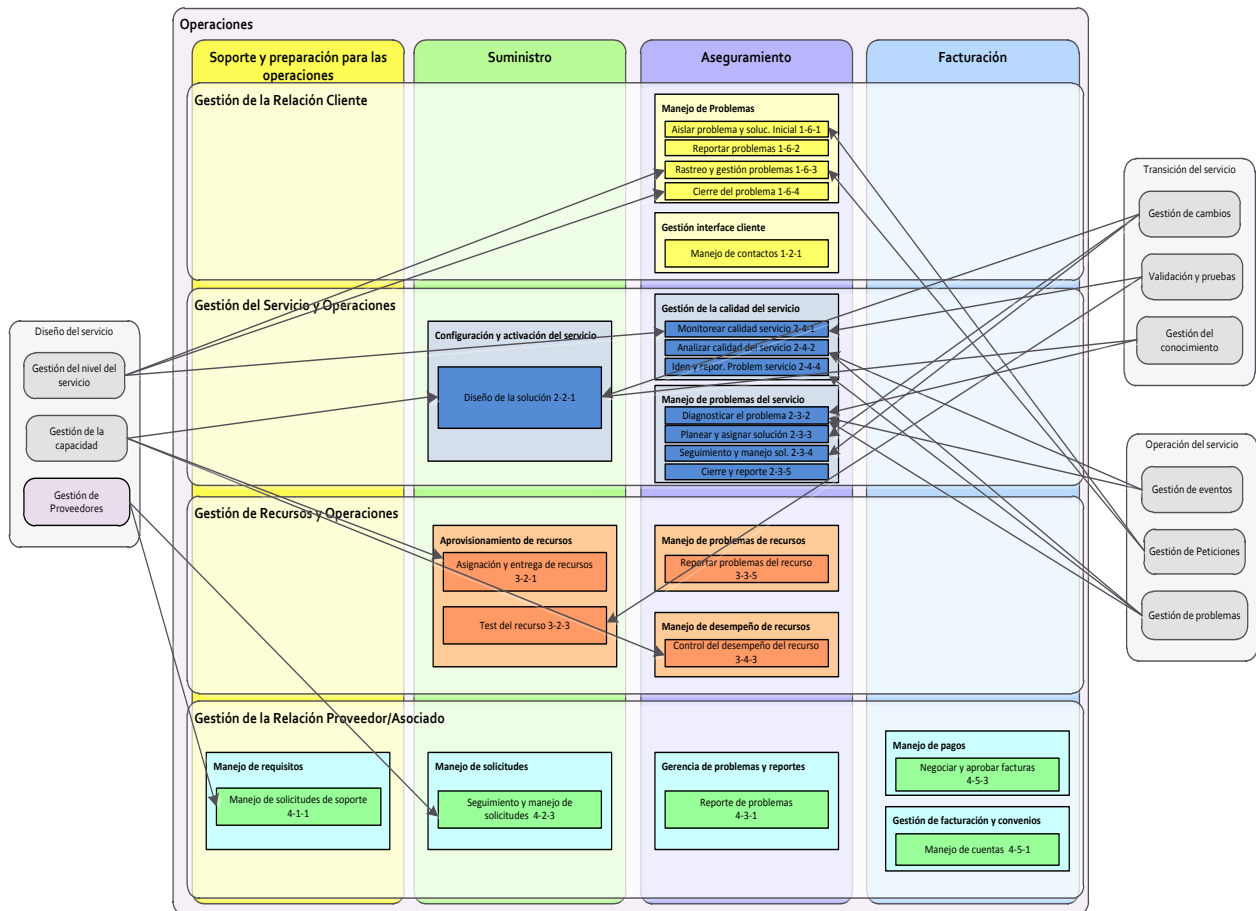 Operaciones
Soporte y preparación para las
operaciones
Suministro
Aseguramiento
Facturación
Gestión de la Relación Cliente
Manejo de Problemas
Aislar problema y soluc. Inicial 1-6-1
Reportar problemas 1-6-2
Rastreo y gestión problemas 1-6-3
Cierre del problema 1-6-4
Gestión interface cliente
Manejo de contactos 1-2-1
Gestión del Servicio y Operaciones
Configuración y activación del servicio
Diseño de la solución 2-2-1
Gestión de la calidad del servicio
Monitorear calidad servicio 2-4-1
Analizar calidad del servicio 2-4-2
Iden y repor. Problem servicio 2-4-4
Manejo de problemas del servicio
Diagnosticar el problema 2-3-2
Planear y asignar solución 2-3-3
Seguimiento y manejo sol. 2-3-4
Cierre y reporte 2-3-5
Gestión de Recursos y Operaciones
Aprovisionamiento de recursos
Asignación y entrega de recursos
3-2-1
Test del recurso 3-2-3
Manejo de problemas de recursos
Reportar problemas del recurso
3-3-5
Manejo de desempeño de recursos
Control del desempeño del recurso
3-4-3
Gestión de la Relación Proveedor/Asociado
Manejo de requisitos
Manejo de solicitudes de soporte
4-1-1
Manejo de solicitudes
Seguimiento y manejo de
solicitudes 4-2-3
Gerencia de problemas y reportes
Reporte de problemas
4-3-1
Manejo de pagos
Negociar y aprobar facturas
4-5-3
Gestión de facturación y convenios
Manejo de cuentas 4-5-1
Diseño del servicio
Gestión del nivel del
servicio
Gestión de la
capacidad
Gestión de
Proveedores
Transición del servicio
Gestión de cambios
Validación y pruebas
Gestión del
conocimiento
Operación del servicio
Gestión de eventos
Gestión de Peticiones
Gestión de problemas